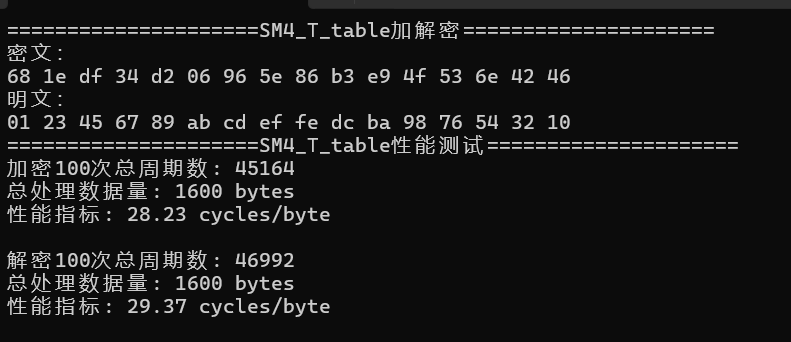 =====================SM4_T_table加解密=====================
密文：
68 1e df 34 d2 06 96 5e 86 b3 e9 4f 53 6e 42 46
明文：
01 23 45 67 89 ab cd ef fe dc ba 98 76 54 32 10
=====================SM4_T_table性能测试=====================
加密100次总周期数: 45164
总处理数据量: 1600 bytes
性能指标: 28.23 cycles/byte
解密100次总周期数: 46992
总处理数据量: 1600 bytes
性能指标: 29.37 cycles/byte